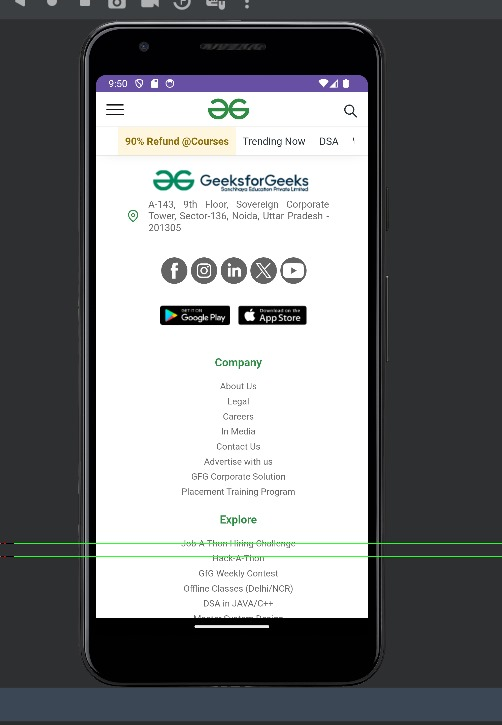 9:50
90% Refund @Courses Trending Now DSA
GeeksforGeeks
Sanchhaya Education Private Limited
A-143, 9th Floor, Sovereign Corporate
Tower, Sector-136, Noida, Uttar Pradesh -
201305
GET IT ON
Google Play
Download on the
App Store
Company
About Us
Legal
Careers
In Media
Contact Us
Advertise with us
GFG Corporate Solution
Placement Training Program
Explore
Job-A-Thon Hiring Challenge
Hack-A-Thon
GfG Weekly Contest
Offline Classes (Delhi/NCR)
DSA in JAVA/C++
Master System Design